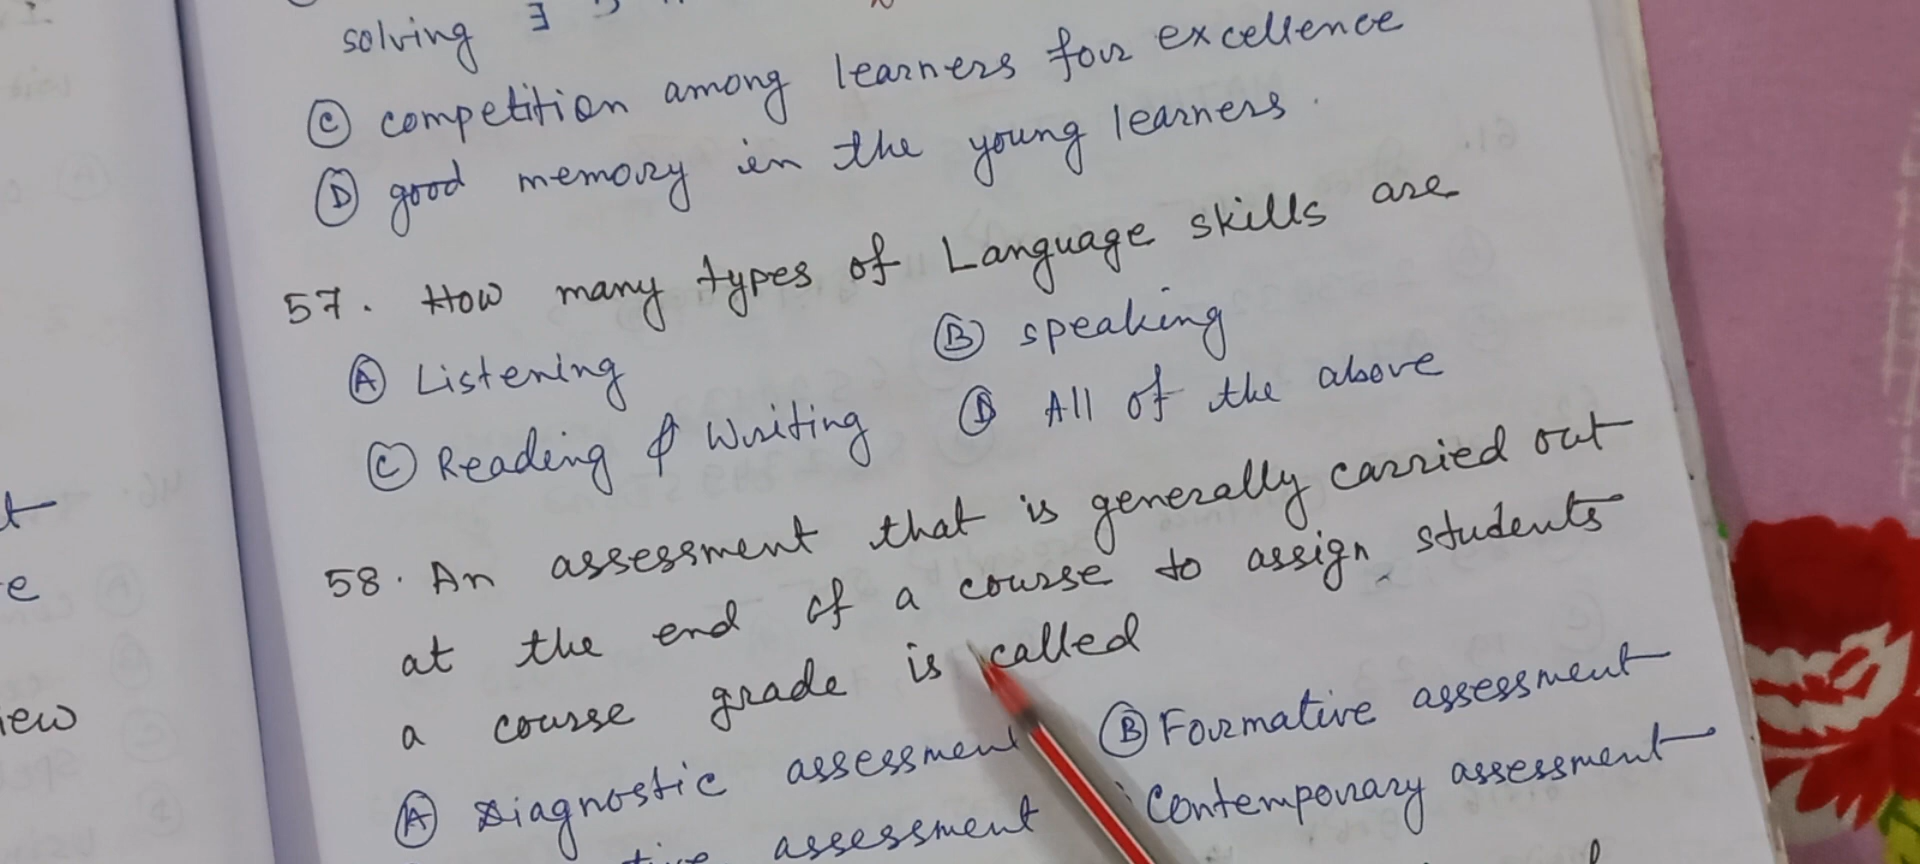 solving
Ⓒ competition among learners for excellence
Ⓓ good memory in the young learners.
57. How many types of Language skills are
Ⓐ Listening Ⓑ speaking
Ⓒ Reading & Writing Ⓓ All of the above
58. An assessment that is generally carried out
at the end of a course to assign students
a course grade is called
Ⓐ Diagnostic assessment Ⓑ Formative assessment
assessment Contemporary assessment